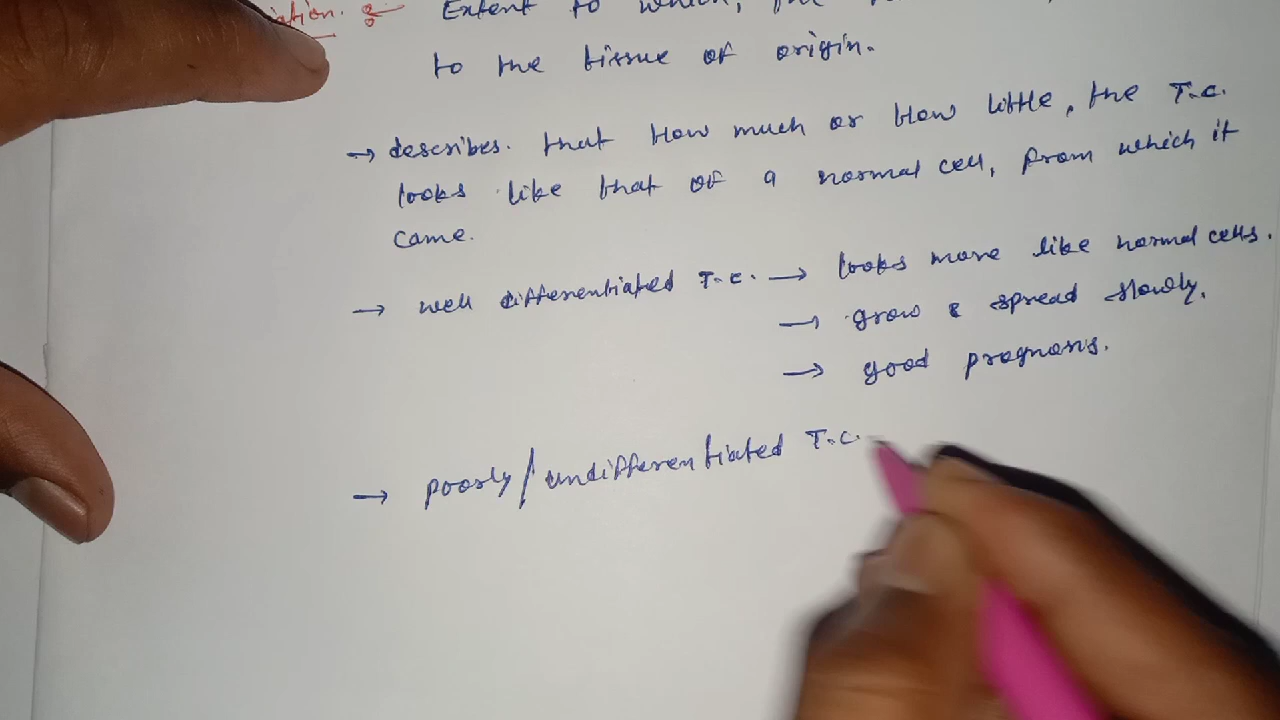 Extent to which, the
to the tissue of origin.
→ describes. that How much or How little, the T.C.
looks like that of a normal cell, from which it
came.
→ well differentiated T.C. → looks more like normal cells.
→ grow & spread slowly.
→ good prognosis.
→ poorly/undifferentiated T.C.